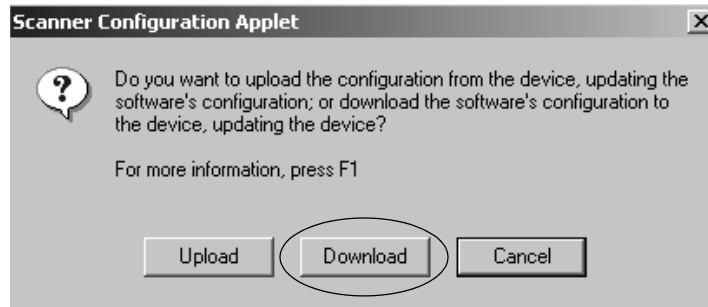 Scanner Configuration Applet
Do you want to upload the configuration from the device, updating the
software's configuration; or download the software's configuration to
the device, updating the device?
For more information, press F1
Upload Download Cancel